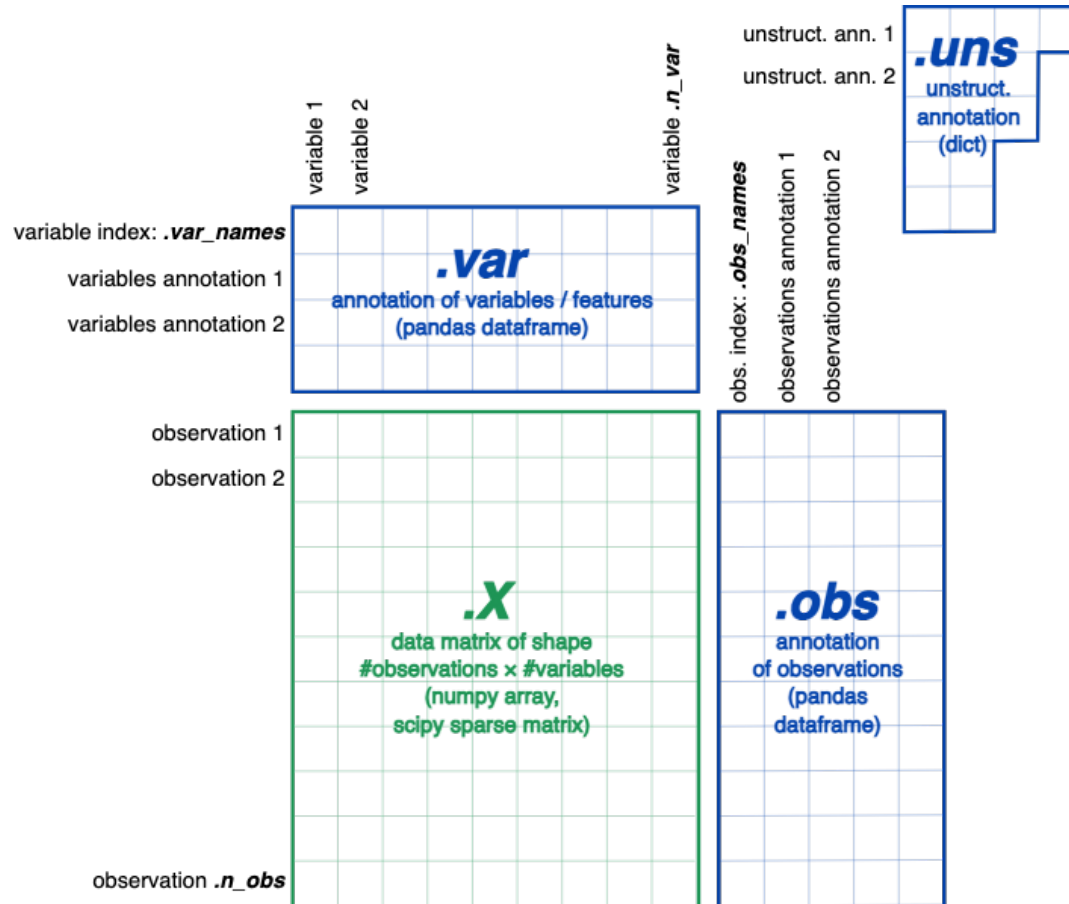 unstruct. ann. 1
unstruct. ann. 2
.uns
unstruct.
annotation
(dict)
variable 1
variable 2
variable .n_var
obs. index: .obs_names
observations annotation 1
observations annotation 2
variable index: .var_names
variables annotation 1
variables annotation 2
.var
annotation of variables / features
(pandas dataframe)
observation 1
observation 2
.X
data matrix of shape
#observations × #variables
(numpy array,
scipy sparse matrix)
.obs
annotation
of observations
(pandas
dataframe)
observation .n_obs